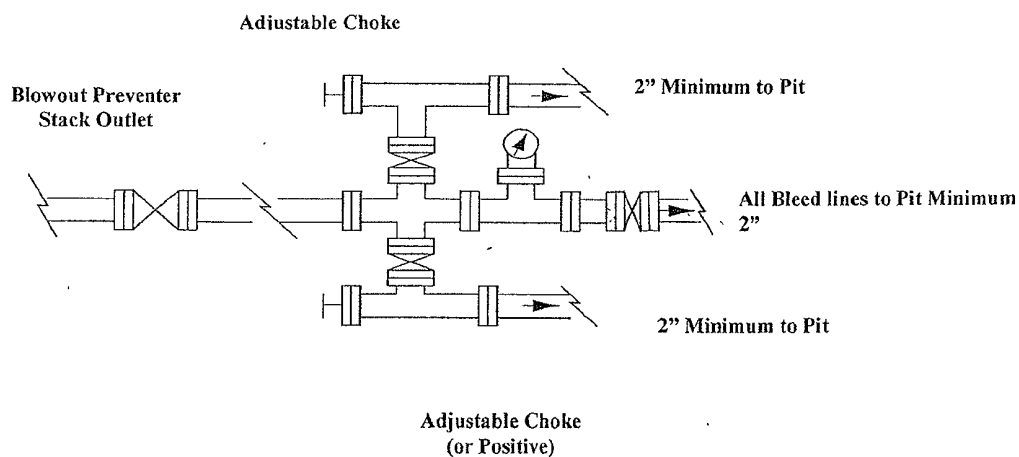 Adjustable Choke
Blowout Preventer
Stack Outlet
2” Minimum to Pit
All Bleed lines to Pit Minimum
2”
2” Minimum to Pit
Adjustable Choke
(or Positive)